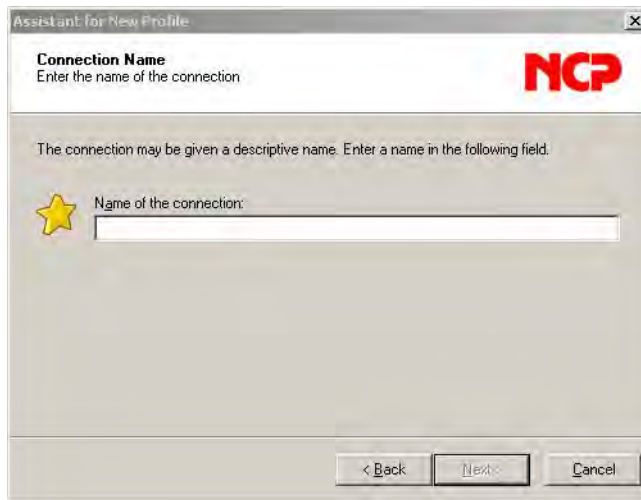 Assistant for New Profile
Connection Name
Enter the name of the connection
NCP
The connection may be given a descriptive name. Enter a name in the following field.
Name of the connection:
< Back
Next >
Cancel